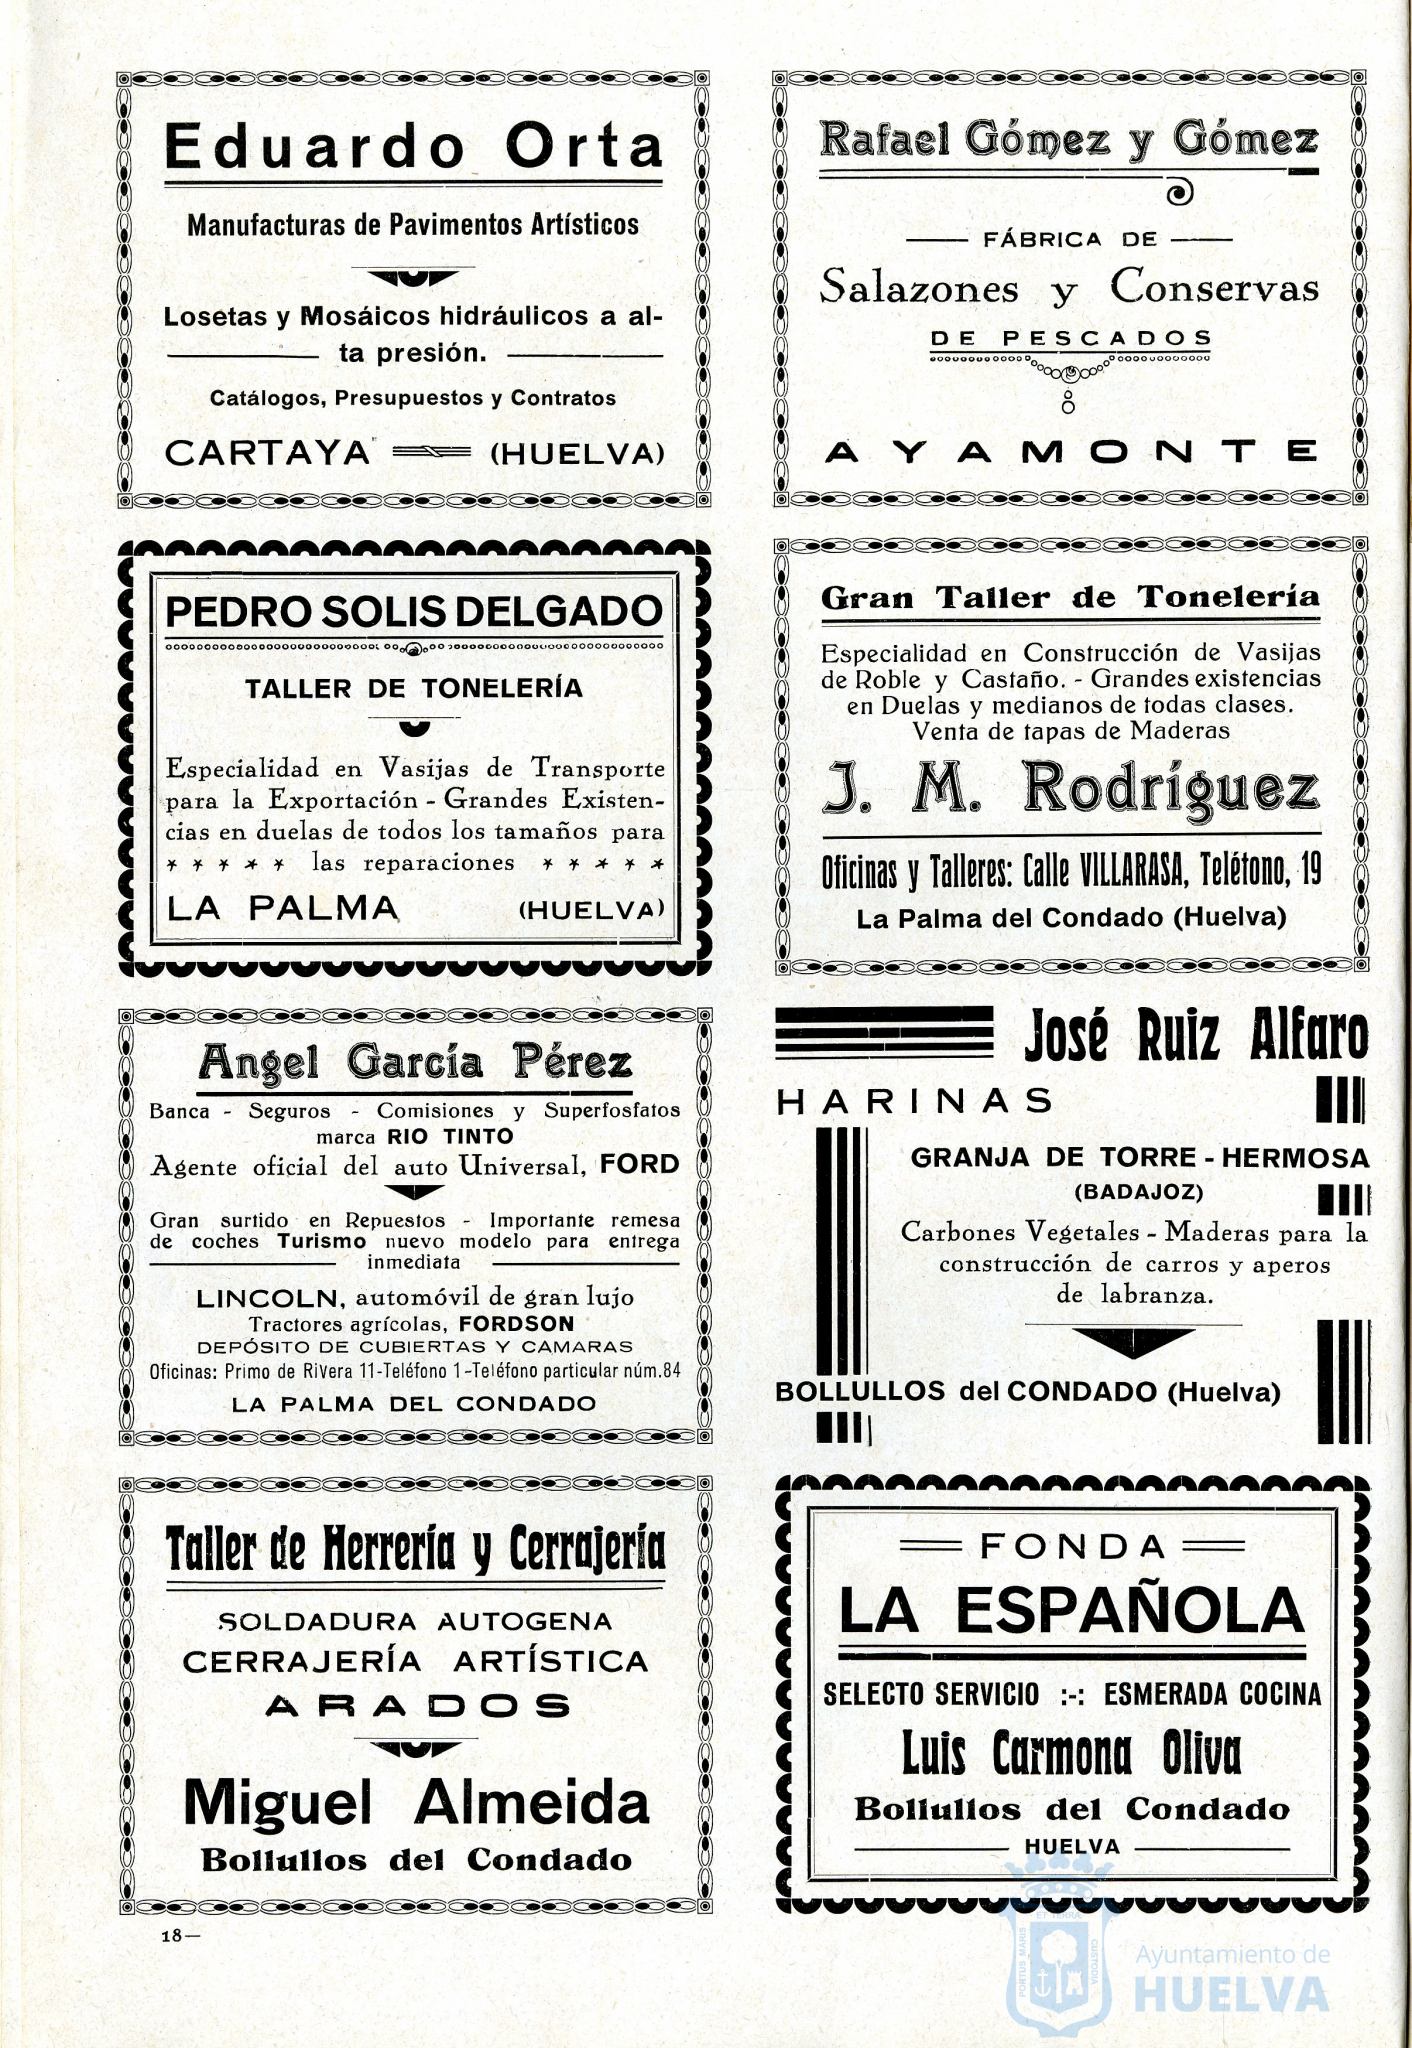 Eduardo Orta
Manufacturas de Pavimentos Artísticos
Losetas y Mosáicos hidráulicos a al-
ta presión.
Catálogos, Presupuestos y Contratos
CARTAYA (HUELVA)
Rafael Gómez y Gómez
FÁBRICA DE
Salazones y Conservas
DE PESCADOS
AYAMONTE
PEDRO SOLIS DELGADO
TALLER DE TONELERÍA
Especialidad en Vasijas de Transporte
para la Exportación - Grandes Existen-
cias en duelas de todos los tamaños para
las reparaciones
LA PALMA (HUELVA)
Gran Taller de Tonelería
Especialidad en Construcción de Vasijas
de Roble y Castaño. - Grandes existencias
en Duelas y medianos de todas clases.
Venta de tapas de Maderas
J. M. Rodríguez
Oficinas y Talleres: Calle VILLARASA, Telétono, 19
La Palma del Condado (Huelva)
Angel García Pérez
Banca - Seguros - Comisiones y Superfosfatos
marca RIO TINTO
Agente oficial del auto Universal, FORD
Gran surtido en Repuestos - Importante remesa
de coches Turismo nuevo modelo para entrega
inmediata
LINCOLN, automóvil de gran lujo
Tractores agrícolas, FORDSON
DEPÓSITO DE CUBIERTAS Y CAMARAS
Oficinas: Primo de RiVera 11-Teléfono 1-Teléfono particular núm.84
LA PALMA DEL CONDADO
José Ruiz Alfaro
HARINAS
GRANJA DE TORRE-HERMOSA
(BADAJOZ)
Carbones Vegetales - Maderas para la
construcción de carros y aperos
de labranza.
BOLLULLOS del CONDADO (Huelva)
Taller de Herrería y Cerrajería
SOLDADURA AUTOGENA
CERRAJERÍA ARTÍSTICA
ARADOS
Miguel Almeida
Bollullos del Condado
FONDA
LA ESPAÑOLA
SELECTO SERVICIO :-: ESMERADA COCINA
Luis Carmona Oliva
Bollullos del Condado
HUELVA
18—
PORTUS MARIS
ET TERRÆ
CUSTODIA
Ayuntamiento de
HUELVA